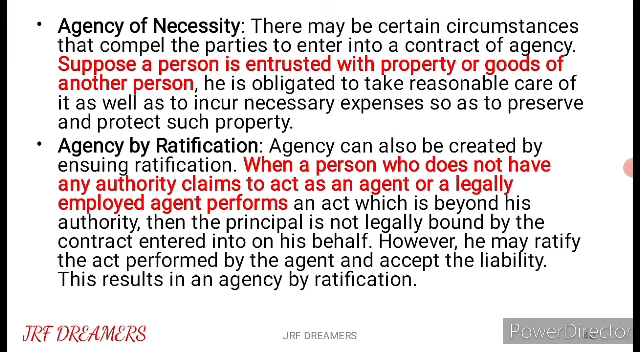 • Agency of Necessity: There may be certain circumstances
that compel the parties to enter into a contract of agency.
Suppose a person is entrusted with property or goods of
another person, he is obligated to take reasonable care of
it as well as to incur necessary expenses so as to preserve
and protect such property.
• Agency by Ratification: Agency can also be created by
ensuing ratification. When a person who does not have
any authority claims to act as an agent or a legally
employed agent performs an act which is beyond his
authority, then the principal is not legally bound by the
contract entered into on his behalf. However, he may ratify
the act performed by the agent and accept the liability.
This results in an agency by ratification.
JRF DREAMERS
JRF DREAMERS
PowerDirector